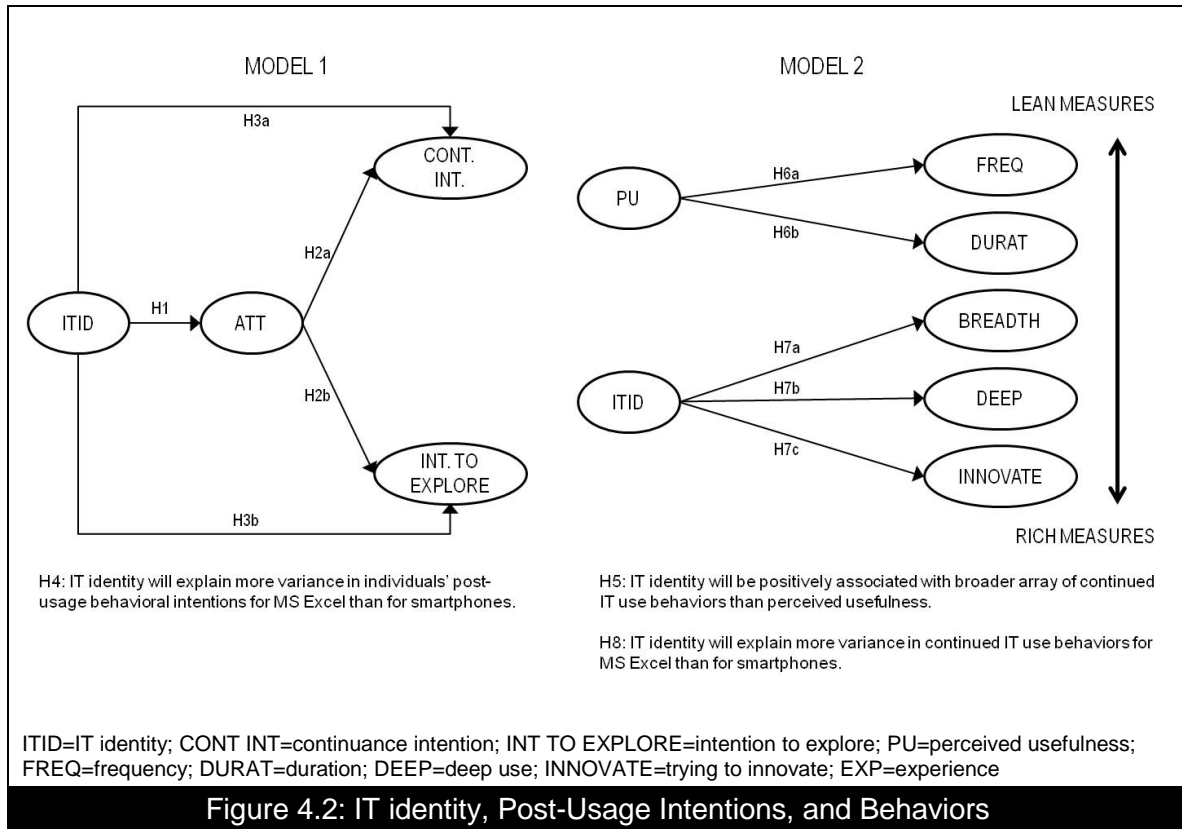 MODEL 1
H3a
CONT.
INT.
H2a
H1
ITID
ATT
H2b
INT. TO
EXPLORE
H3b
H4: IT identity will explain more variance in individuals' post-
usage behavioral intentions for MS Excel than for smartphones.
MODEL 2
LEAN MEASURES
FREQ
H6a
PU
H6b
DURAT
BREADTH
H7a
ITID
H7b
DEEP
H7c
INNOVATE
RICH MEASURES
H5: IT identity will be positively associated with broader array of continued
IT use behaviors than perceived usefulness.
H8: IT identity will explain more variance in continued IT use behaviors for
MS Excel than for smartphones.
ITID=IT identity; CONT INT=continuance intention; INT TO EXPLORE=intention to explore; PU=perceived usefulness;
FREQ=frequency; DURAT=duration; DEEP=deep use; INNOVATE=trying to innovate; EXP=experience
Figure 4.2: IT identity, Post-Usage Intentions, and Behaviors